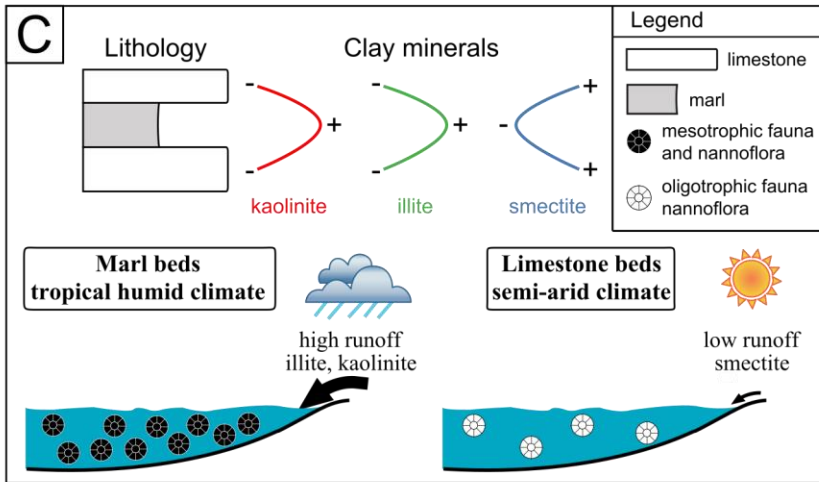 C
Lithology
Clay minerals
- - +
+ + -
- - +
kaolinite illite smectite
Legend
limestone
marl
mesotrophic fauna
and nannoflora
oligotrophic fauna
nannoflora
Marl beds
tropical humid climate
high runoff
illite, kaolinite
Limestone beds
semi-arid climate
low runoff
smectite